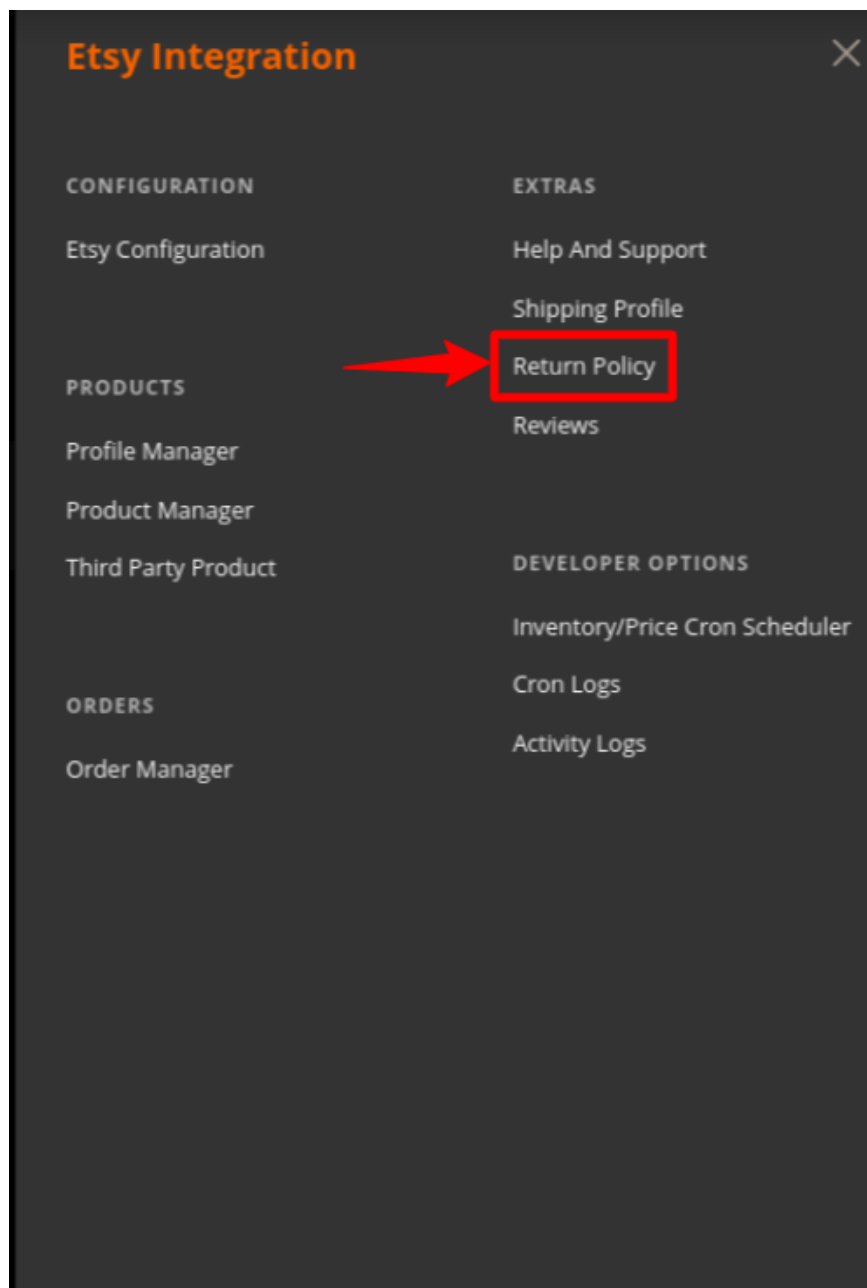 Etsy Integration
CONFIGURATION
Etsy Configuration
PRODUCTS
Profile Manager
Product Manager
Third Party Product
ORDERS
Order Manager
EXTRAS
Help And Support
Shipping Profile
Return Policy
Reviews
DEVELOPER OPTIONS
Inventory/Price Cron Scheduler
Cron Logs
Activity Logs